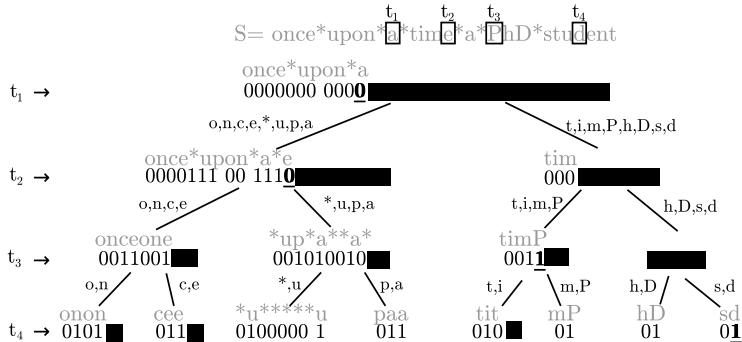 t1 t2 t3 t4
S= once*upon*a*time*a*PhD*student
once*upon*a
t1 → 0000000 0000
o,n,c,e,*,u,p,a t,i,m,P,h,D,s,d
once*upon*a*e tim
t2 → 0000111 00 1110 000
o,n,c,e *,u,p,a t,i,m,P h,D,s,d
onceone *up*a**a* timP
t3 → 0011001 001010010 0011
o,n c,e *,u p,a t,i m,P h,D s,d
onon cee *u*****u paa tit mP hD sd
t4 → 0101 011 0100000 1 011 010 01 01 01